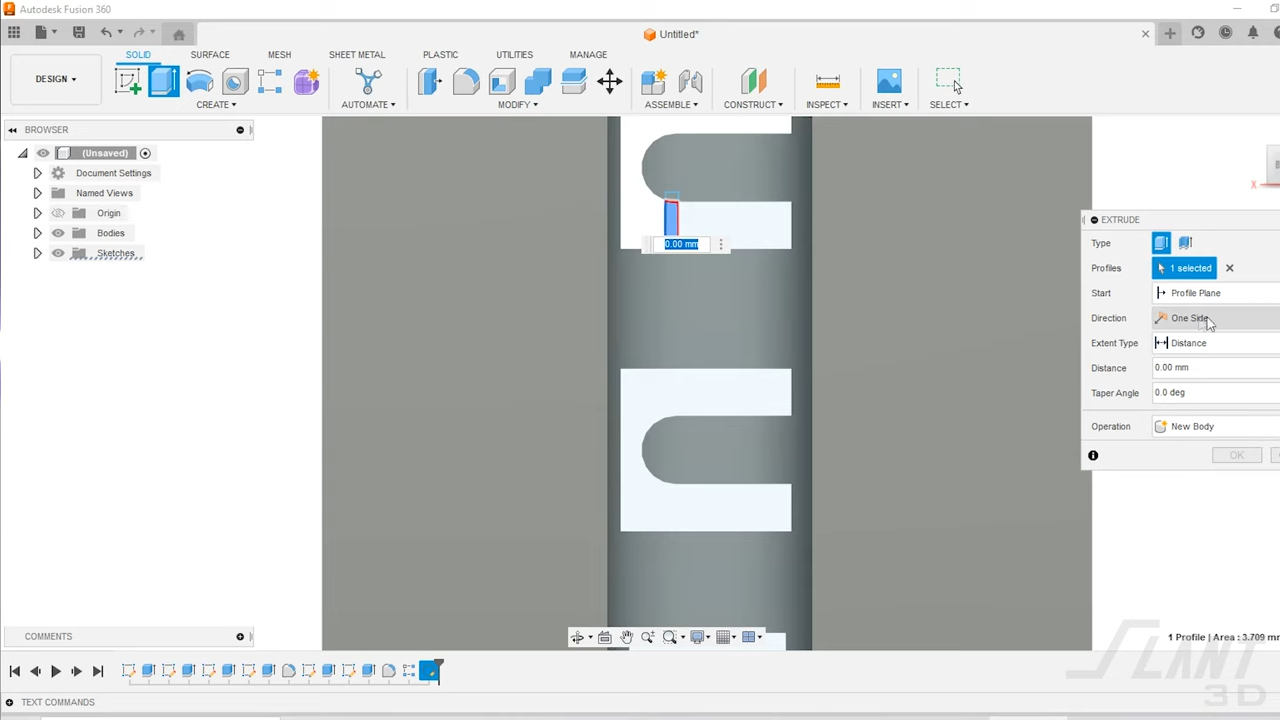 Autodesk Fusion 360
Untitled*
SOLID SURFACE MESH SHEET METAL PLASTIC UTILITIES MANAGE
DESIGN
CREATE AUTOMATE MODIFY ASSEMBLE CONSTRUCT INSPECT INSERT SELECT
BROWSER
(Unsaved)
Document Settings
Named Views
Origin
Bodies
Sketches
0.00 mm
X
EXTRUDE
Type
Profiles 1 selected
Start Profile Plane
Direction One Side
Extent Type Distance
Distance 0.00 mm
Taper Angle 0.0 deg
Operation New Body
OK
COMMENTS
1 Profile | Area : 3.709 mm
SLANT
3D
TEXT COMMANDS